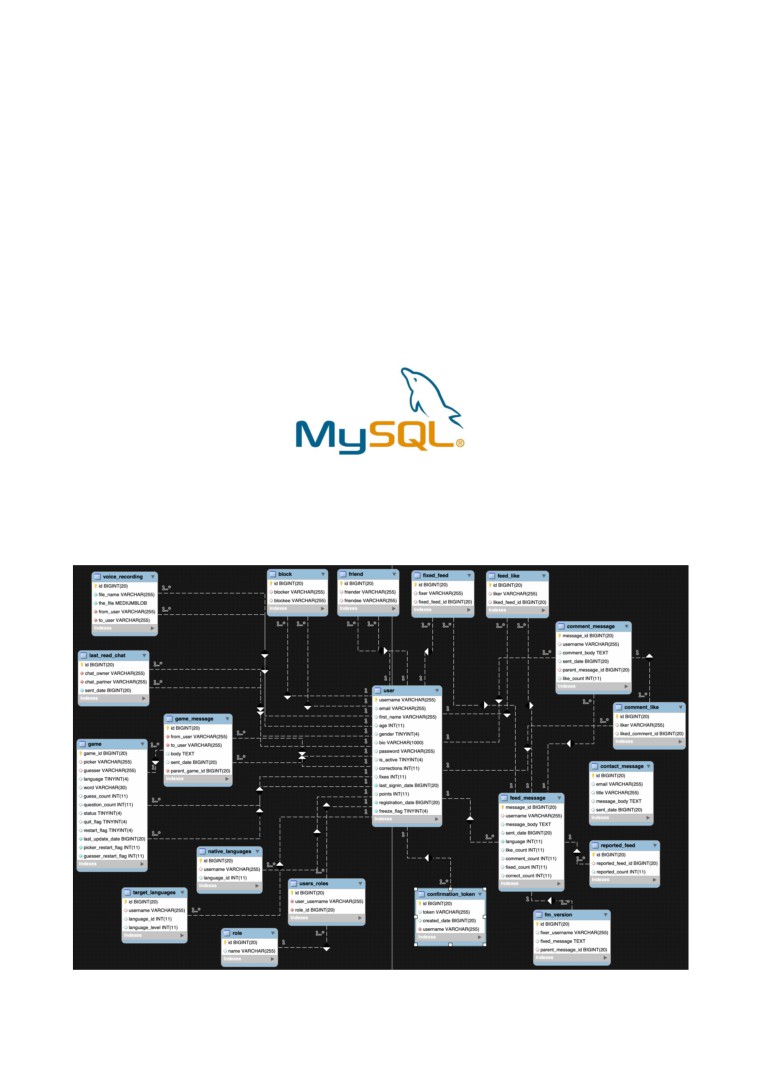 MySQL®
voice_recording
id BIGINT(20)
file_name VARCHAR(255)
the_file MEDIUMBLOB
from_user VARCHAR(255)
to_user VARCHAR(255)
Indexes
block
id BIGINT(20)
blocker VARCHAR(255)
blockee VARCHAR(255)
Indexes
friend
id BIGINT(20)
friender VARCHAR(255)
friendee VARCHAR(255)
Indexes
fixed_feed
id BIGINT(20)
fixer VARCHAR(255)
fixed_feed_id BIGINT(20)
Indexes
feed_like
id BIGINT(20)
liker VARCHAR(255)
liked_feed_id BIGINT(20)
Indexes
comment_message
message_id BIGINT(20)
username VARCHAR(255)
comment_body TEXT
sent_date BIGINT(20)
parent_message_id BIGINT(20)
like_count INT(11)
Indexes
last_read_chat
id BIGINT(20)
chat_owner VARCHAR(255)
chat_partner VARCHAR(255)
sent_date BIGINT(20)
Indexes
user
username VARCHAR(255)
email VARCHAR(255)
first_name VARCHAR(255)
age INT(11)
gender TINYINT(4)
bio VARCHAR(1000)
password VARCHAR(255)
is_active TINYINT(4)
corrections INT(11)
fixes INT(11)
last_signin_date BIGINT(20)
points INT(11)
registration_date BIGINT(20)
freeze_flag TINYINT(4)
Indexes
comment_like
id BIGINT(20)
liker VARCHAR(255)
liked_comment_id BIGINT(20)
Indexes
game_message
id BIGINT(20)
from_user VARCHAR(255)
to_user VARCHAR(255)
body TEXT
sent_date BIGINT(20)
parent_game_id BIGINT(20)
Indexes
game
game_id BIGINT(20)
picker VARCHAR(255)
guesser VARCHAR(255)
language TINYINT(4)
word VARCHAR(30)
guess_count INT(11)
question_count INT(11)
status TINYINT(4)
quit_flag TINYINT(4)
restart_flag TINYINT(4)
last_update_date BIGINT(20)
picker_restart_flag INT(11)
guesser_restart_flag INT(11)
Indexes
contact_message
id BIGINT(20)
email VARCHAR(255)
title VARCHAR(255)
message_body TEXT
sent_date BIGINT(20)
Indexes
feed_message
message_id BIGINT(20)
username VARCHAR(255)
message_body TEXT
sent_date BIGINT(20)
language INT(11)
like_count INT(11)
comment_count INT(11)
fixed_count INT(11)
correct_count INT(11)
Indexes
reported_feed
id BIGINT(20)
reported_feed_id BIGINT(20)
reported_count INT(11)
Indexes
native_languages
id BIGINT(20)
username VARCHAR(255)
language_id INT(11)
Indexes
target_languages
id BIGINT(20)
username VARCHAR(255)
language_id INT(11)
language_level INT(11)
Indexes
users_roles
id BIGINT(20)
user_username VARCHAR(255)
role_id BIGINT(20)
Indexes
confirmation_token
id BIGINT(20)
token VARCHAR(255)
created_date BIGINT(20)
username VARCHAR(255)
Indexes
role
id BIGINT(20)
name VARCHAR(255)
Indexes
fm_version
id BIGINT(20)
fixer_username VARCHAR(255)
fixed_message TEXT
parent_message_id BIGINT(20)
Indexes